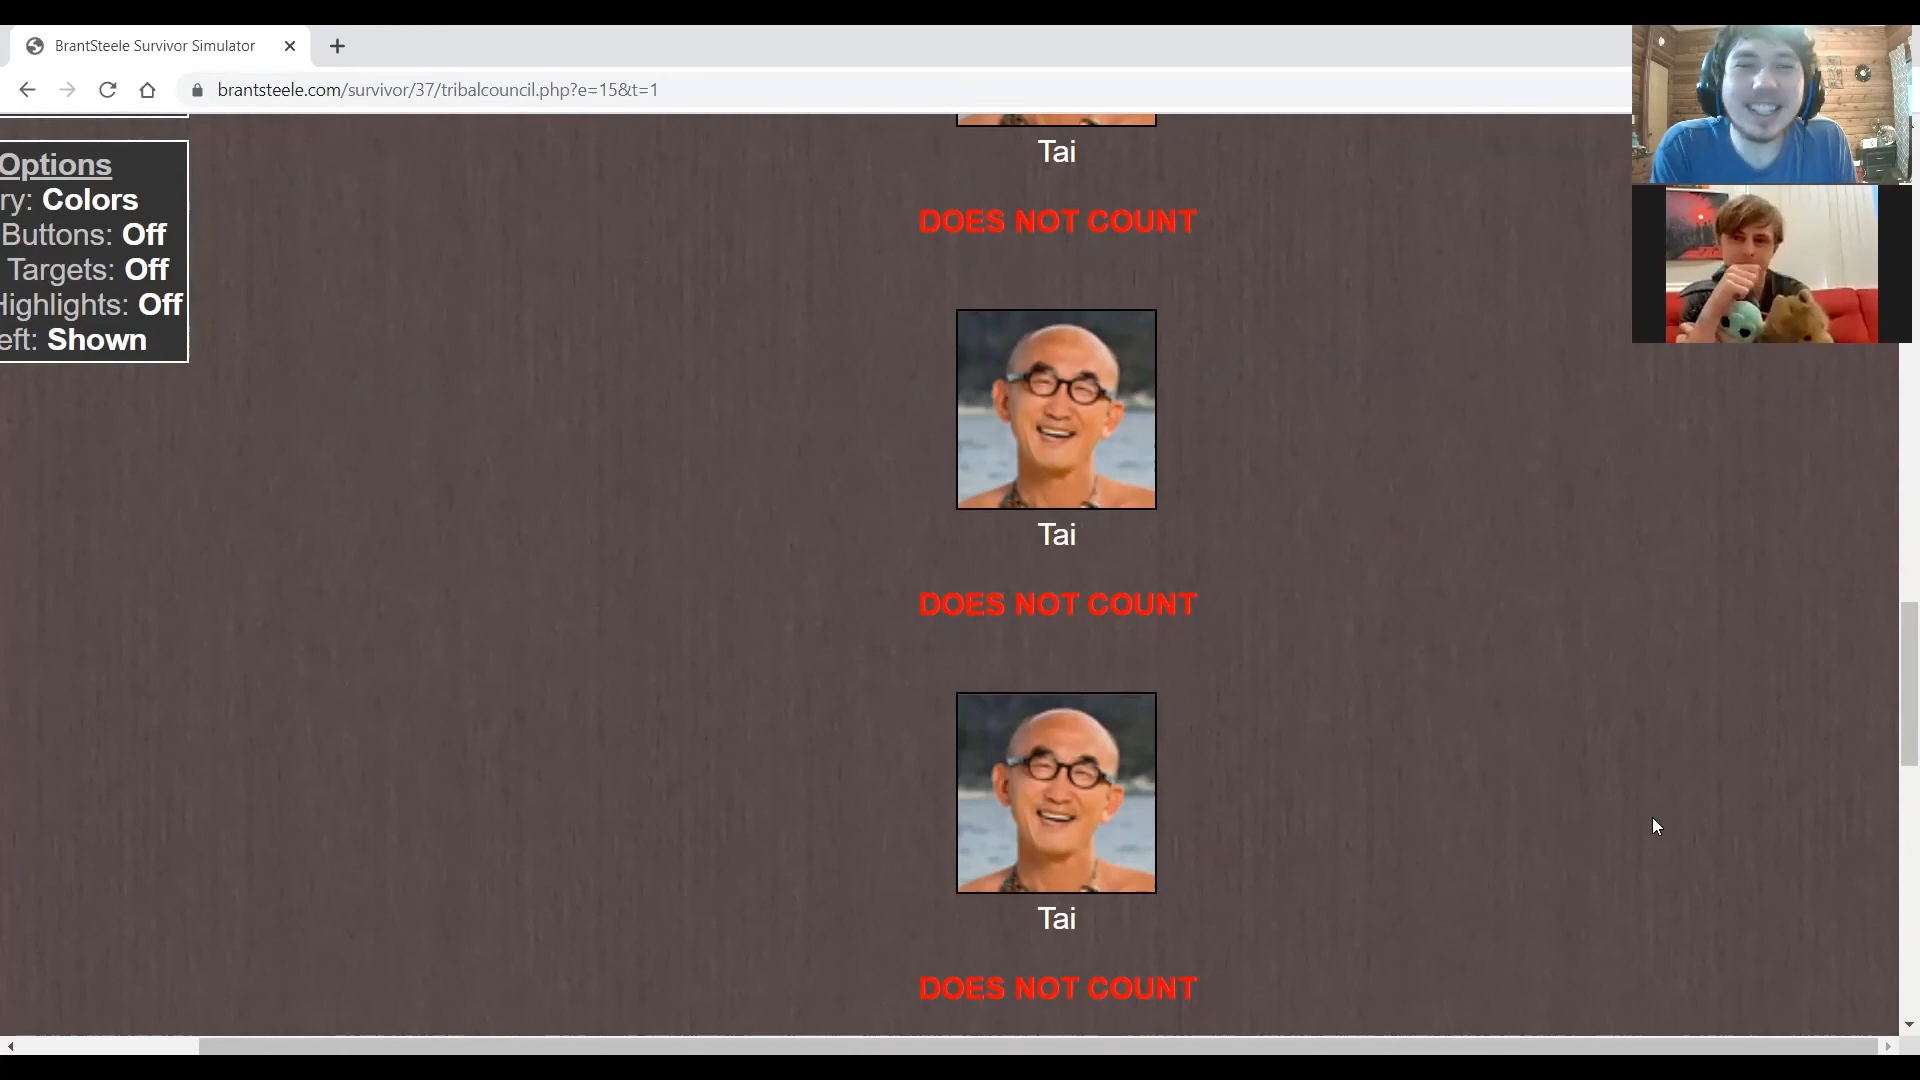 BrantSteele Survivor Simulator
brantsteele.com/survivor/37/tribalcouncil.php?e=15&t=1
Options
ry: Colors
Buttons: Off
Targets: Off
Highlights: Off
eft: Shown
Tai
DOES NOT COUNT
Tai
DOES NOT COUNT
Tai
DOES NOT COUNT